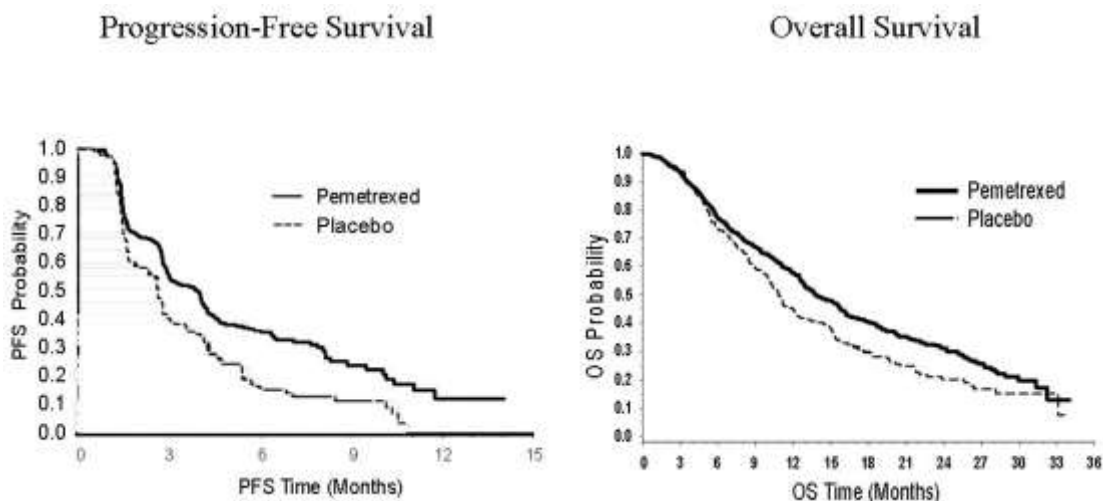 Progression-Free Survival
Overall Survival
PFS Probability
1.0
0.9
0.8
0.7
0.6
0.5
0.4
0.3
0.2
0.1
0.0
Pemetrexed
Placebo
0 3 6 9 12 15
PFS Time (Months)
OS Probability
1.0
0.9
0.8
0.7
0.6
0.5
0.4
0.3
0.2
0.1
0.0
Pemetrexed
Placebo
0 3 6 9 12 15 18 21 24 27 30 33 36
OS Time (Months)